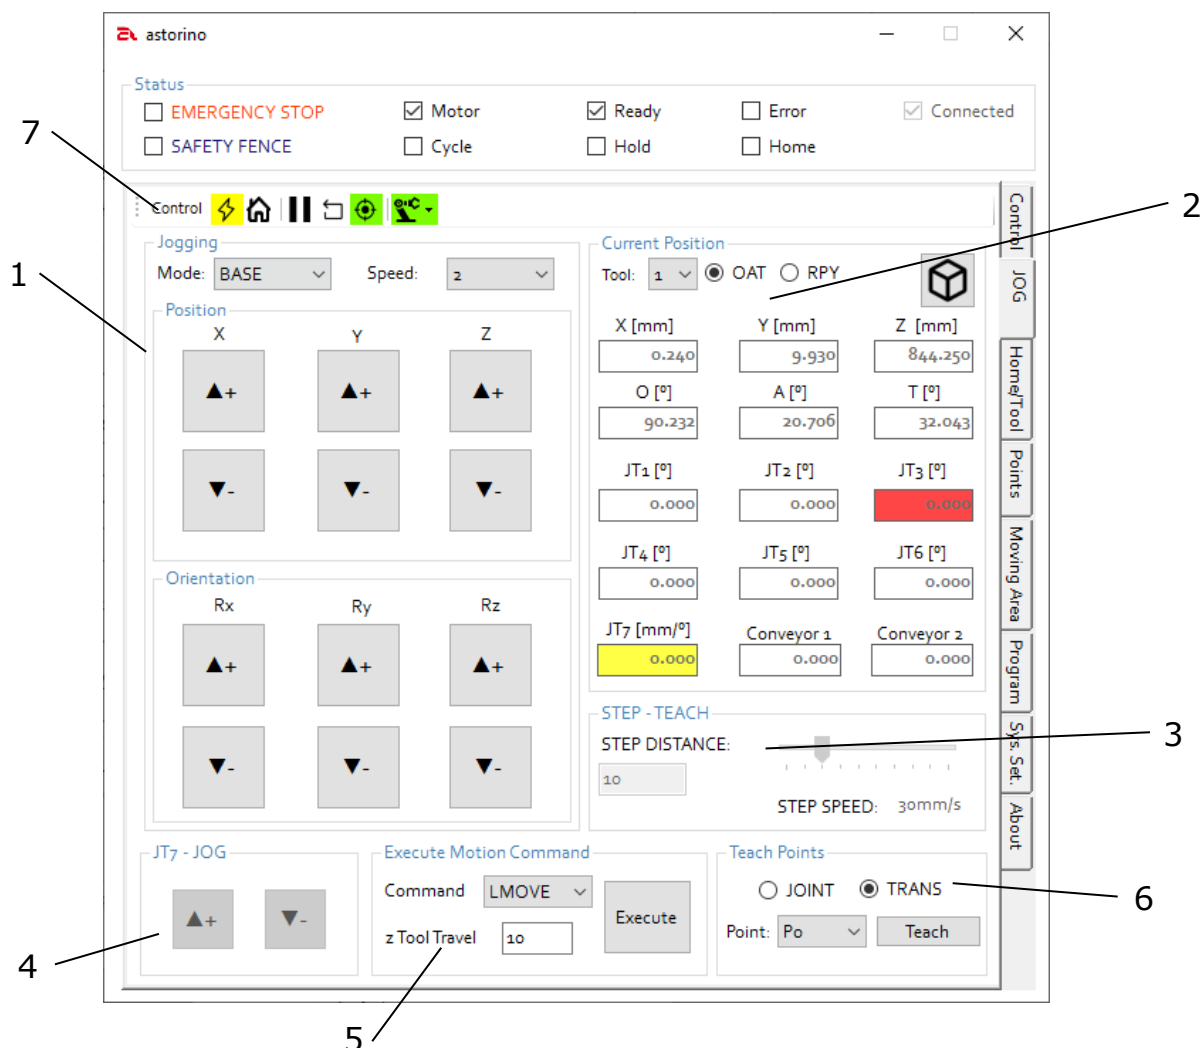 astorino
Status
EMERGENCY STOP Motor Ready Error Connected
SAFETY FENCE Cycle Hold Home
7
Control
Control
JOG
Home/Tool
Points
Moving Area
Program
Sys. Set.
About
2
1
Jogging
Mode: BASE Speed: 2
Position
X Y Z
▲+ ▲+ ▲+
▼- ▼- ▼-
Orientation
Rx Ry Rz
▲+ ▲+ ▲+
▼- ▼- ▼-
Current Position
Tool: 1 OAT RPY
X [mm] Y [mm] Z [mm]
0.240 9.930 844.250
O [º] A [º] T [º]
90.232 20.706 32.043
JT1 [º] JT2 [º] JT3 [º]
0.000 0.000 0.000
JT4 [º] JT5 [º] JT6 [º]
0.000 0.000 0.000
JT7 [mm/º] Conveyor 1 Conveyor 2
0.000 0.000 0.000
STEP - TEACH
STEP DISTANCE:
10
STEP SPEED: 30mm/s
3
JT7 - JOG
▲+ ▼-
4
Execute Motion Command
Command LMOVE
z Tool Travel 10
Execute
5
Teach Points
JOINT TRANS
Point: P0 Teach
6